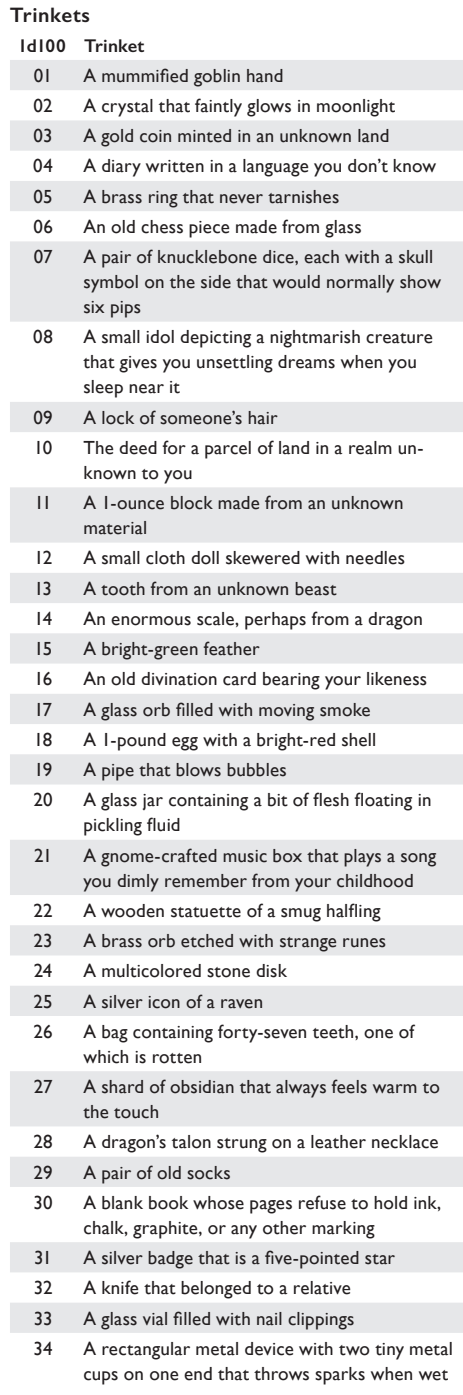 Trinkets
1d100 Trinket
01 A mummified goblin hand
02 A crystal that faintly glows in moonlight
03 A gold coin minted in an unknown land
04 A diary written in a language you don’t know
05 A brass ring that never tarnishes
06 An old chess piece made from glass
07 A pair of knucklebone dice, each with a skull
symbol on the side that would normally show
six pips
08 A small idol depicting a nightmarish creature
that gives you unsettling dreams when you
sleep near it
09 A lock of someone’s hair
10 The deed for a parcel of land in a realm un-
known to you
11 A 1-ounce block made from an unknown
material
12 A small cloth doll skewered with needles
13 A tooth from an unknown beast
14 An enormous scale, perhaps from a dragon
15 A bright-green feather
16 An old divination card bearing your likeness
17 A glass orb filled with moving smoke
18 A 1-pound egg with a bright-red shell
19 A pipe that blows bubbles
20 A glass jar containing a bit of flesh floating in
pickling fluid
21 A gnome-crafted music box that plays a song
you dimly remember from your childhood
22 A wooden statuette of a smug halfling
23 A brass orb etched with strange runes
24 A multicolored stone disk
25 A silver icon of a raven
26 A bag containing forty-seven teeth, one of
which is rotten
27 A shard of obsidian that always feels warm to
the touch
28 A dragon’s talon strung on a leather necklace
29 A pair of old socks
30 A blank book whose pages refuse to hold ink,
chalk, graphite, or any other marking
31 A silver badge that is a five-pointed star
32 A knife that belonged to a relative
33 A glass vial filled with nail clippings
34 A rectangular metal device with two tiny metal
cups on one end that throws sparks when wet